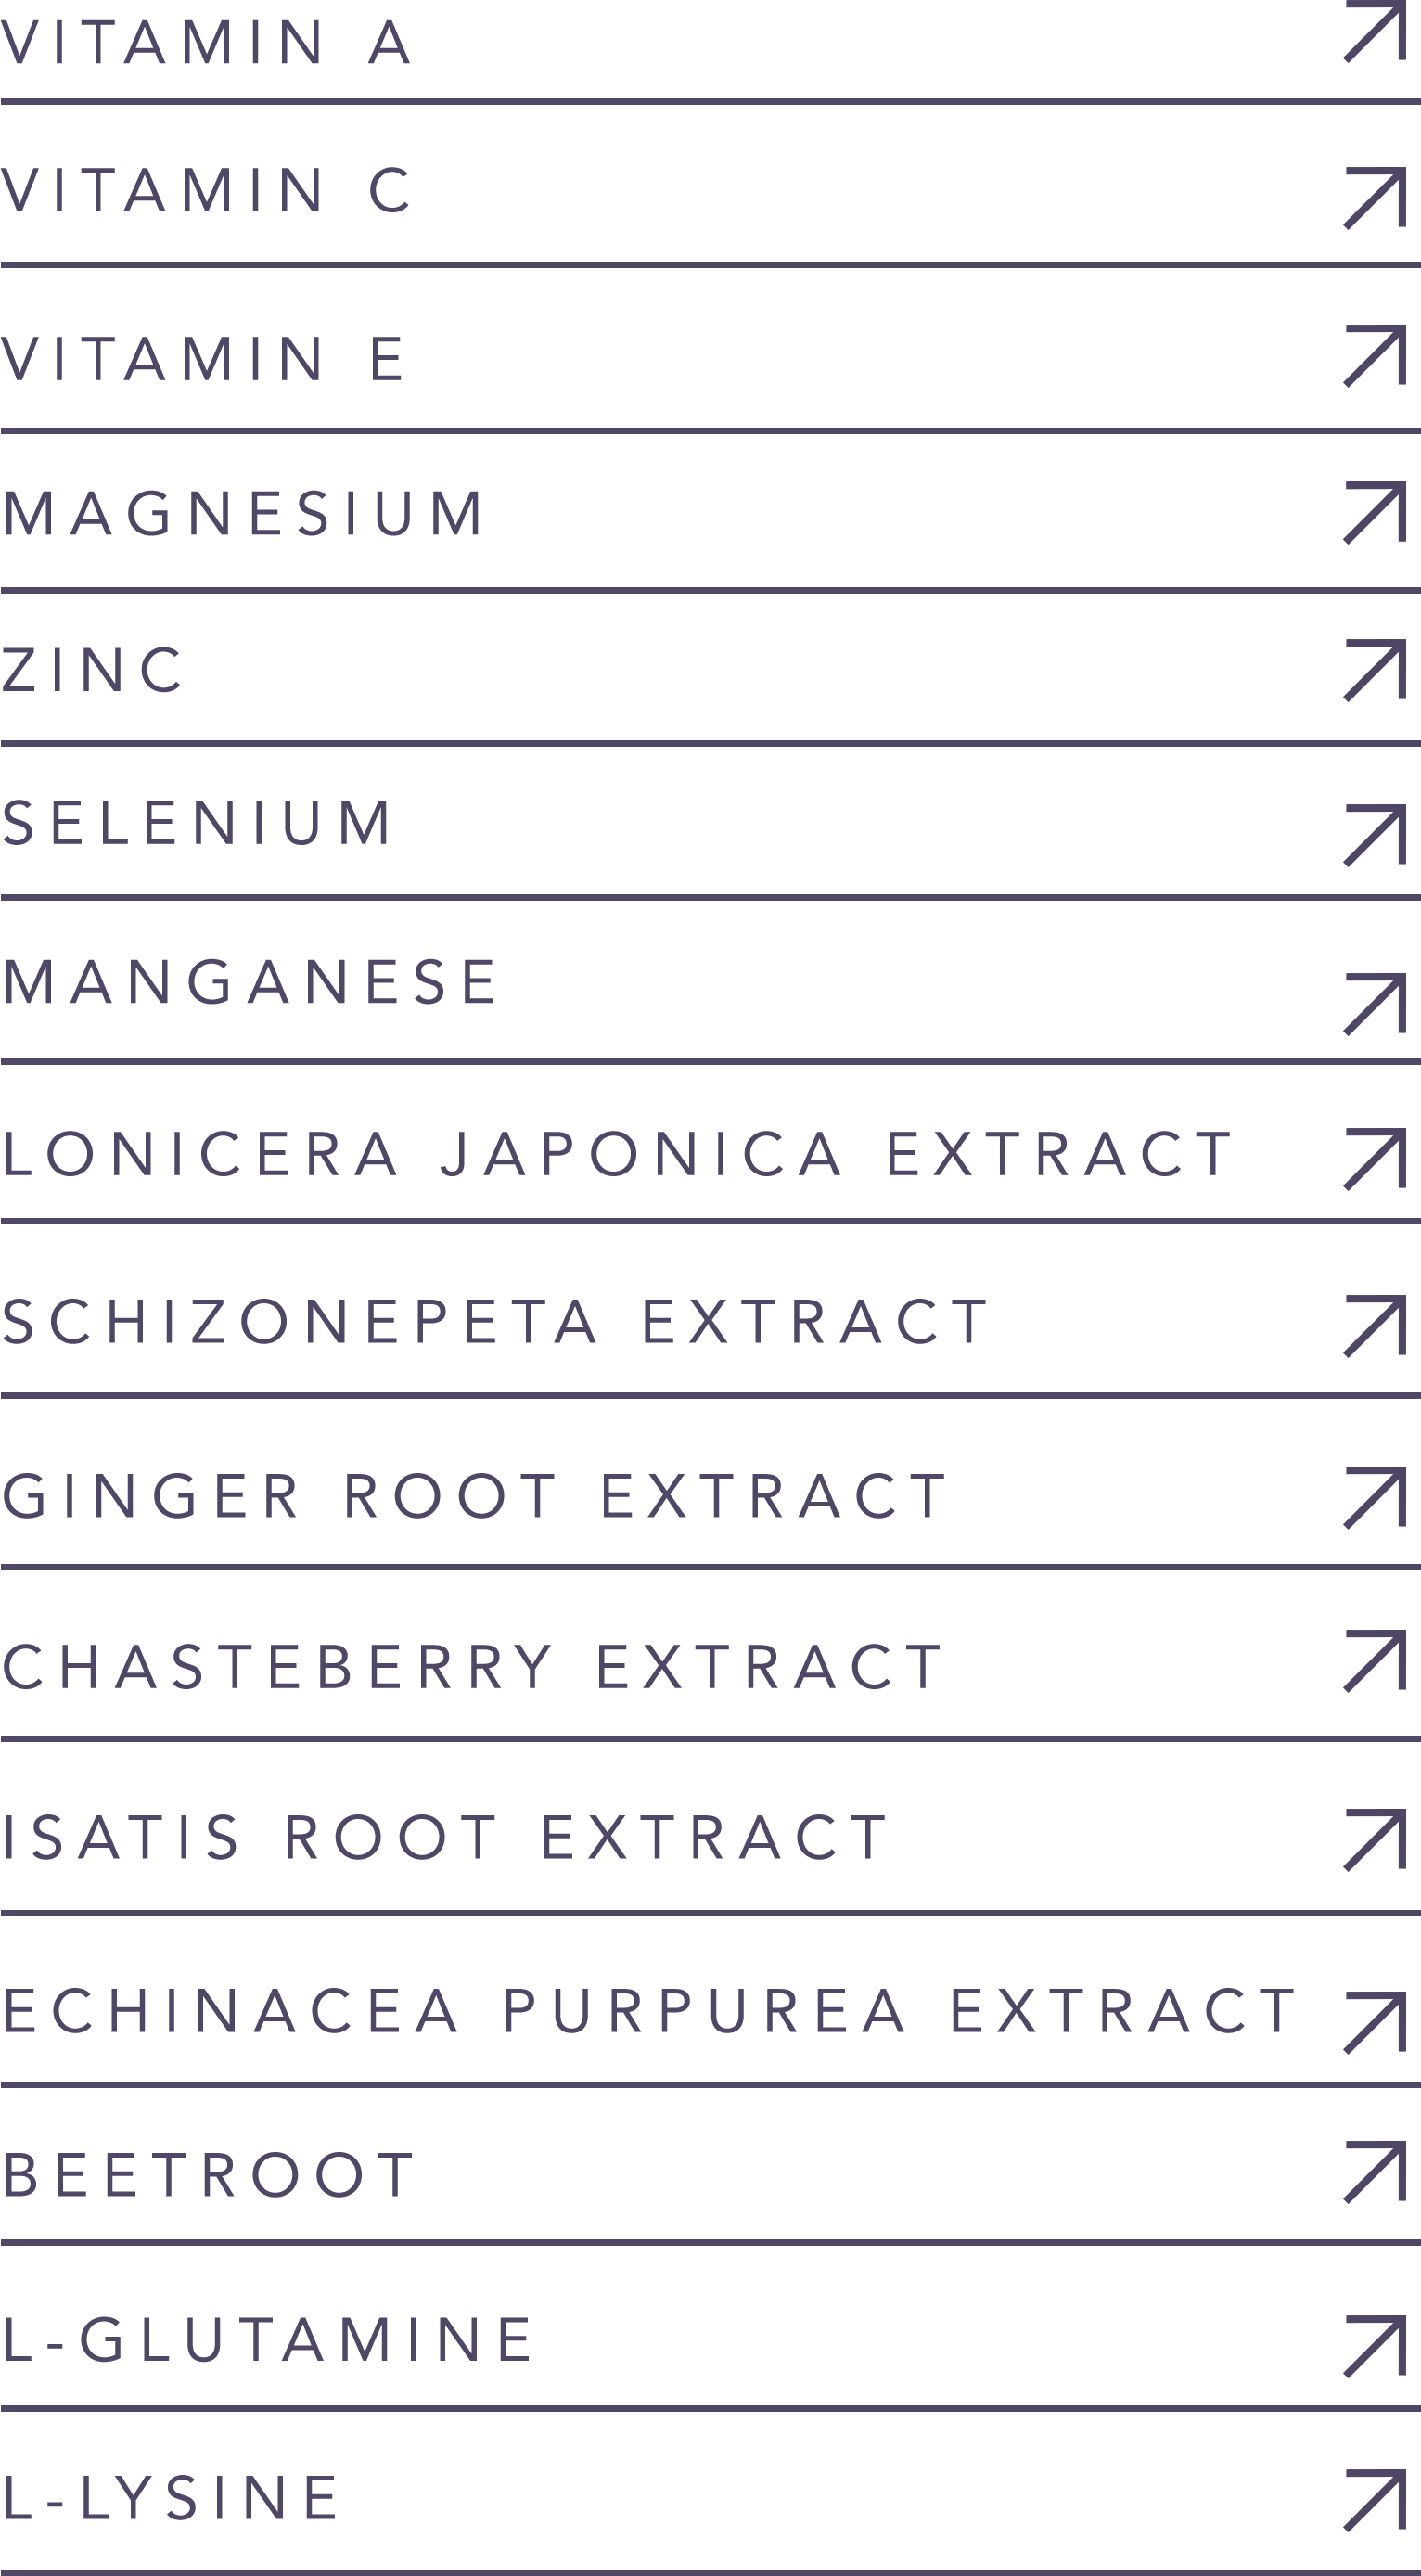 VITAMIN A
VITAMIN C
VITAMIN E
MAGNESIUM
ZINC
SELENIUM
MANGANESE
LONICERA JAPONICA EXTRACT
SCHIZONEPETA EXTRACT
GINGER ROOT EXTRACT
CHASTEBERRY EXTRACT
ISATIS ROOT EXTRACT
ECHINACEA PURPUREA EXTRACT
BEETROOT
L-GLUTAMINE
L-LYSINE